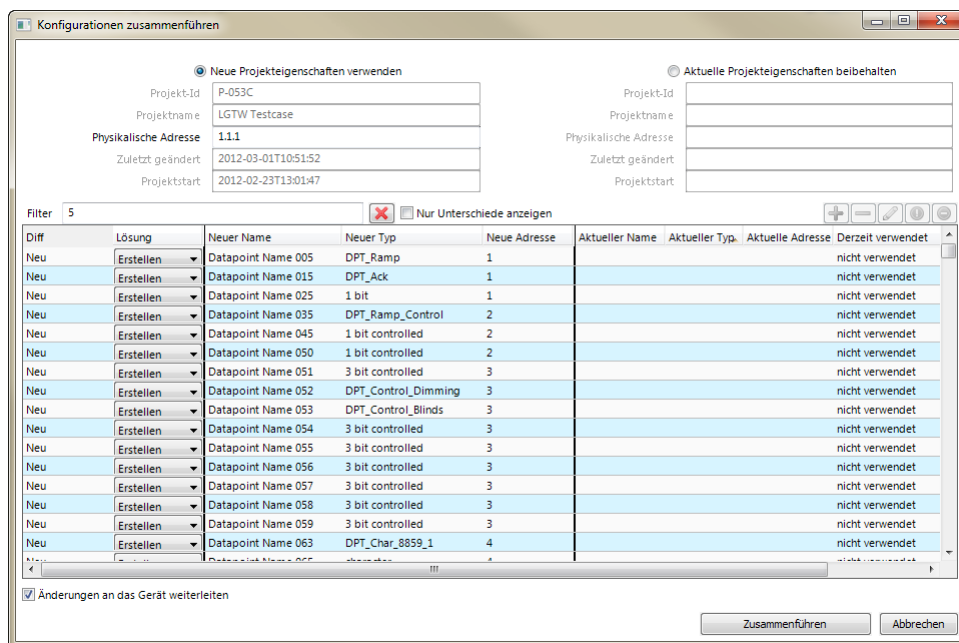 Konfigurationen zusammenführen
Neue Projekteigenschaften verwenden Aktuelle Projekteigenschaften beibehalten
Projekt-Id P-053C Projekt-Id
Projektname LGTW Testcase Projektname
Physikalische Adresse 1.1.1 Physikalische Adresse
Zuletzt geändert 2012-03-01T10:51:52 Zuletzt geändert
Projektstart 2012-02-23T13:01:47 Projektstart
Filter 5 Nur Unterschiede anzeigen
Diff Lösung Neuer Name Neuer Typ Neue Adresse Aktueller Name Aktueller Typ Aktuelle Adresse Derzeit verwendet
Neu Erstellen Datapoint Name 005 DPT_Ramp 1 nicht verwendet
Neu Erstellen Datapoint Name 015 DPT_Ack 1 nicht verwendet
Neu Erstellen Datapoint Name 025 1 bit 1 nicht verwendet
Neu Erstellen Datapoint Name 035 DPT_Ramp_Control 2 nicht verwendet
Neu Erstellen Datapoint Name 045 1 bit controlled 2 nicht verwendet
Neu Erstellen Datapoint Name 050 1 bit controlled 2 nicht verwendet
Neu Erstellen Datapoint Name 051 3 bit controlled 3 nicht verwendet
Neu Erstellen Datapoint Name 052 DPT_Control_Dimming 3 nicht verwendet
Neu Erstellen Datapoint Name 053 DPT_Control_Blinds 3 nicht verwendet
Neu Erstellen Datapoint Name 054 3 bit controlled 3 nicht verwendet
Neu Erstellen Datapoint Name 055 3 bit controlled 3 nicht verwendet
Neu Erstellen Datapoint Name 056 3 bit controlled 3 nicht verwendet
Neu Erstellen Datapoint Name 057 3 bit controlled 3 nicht verwendet
Neu Erstellen Datapoint Name 058 3 bit controlled 3 nicht verwendet
Neu Erstellen Datapoint Name 059 3 bit controlled 3 nicht verwendet
Neu Erstellen Datapoint Name 063 DPT_Char_8859_1 4 nicht verwendet
Änderungen an das Gerät weiterleiten
Zusammenführen Abbrechen